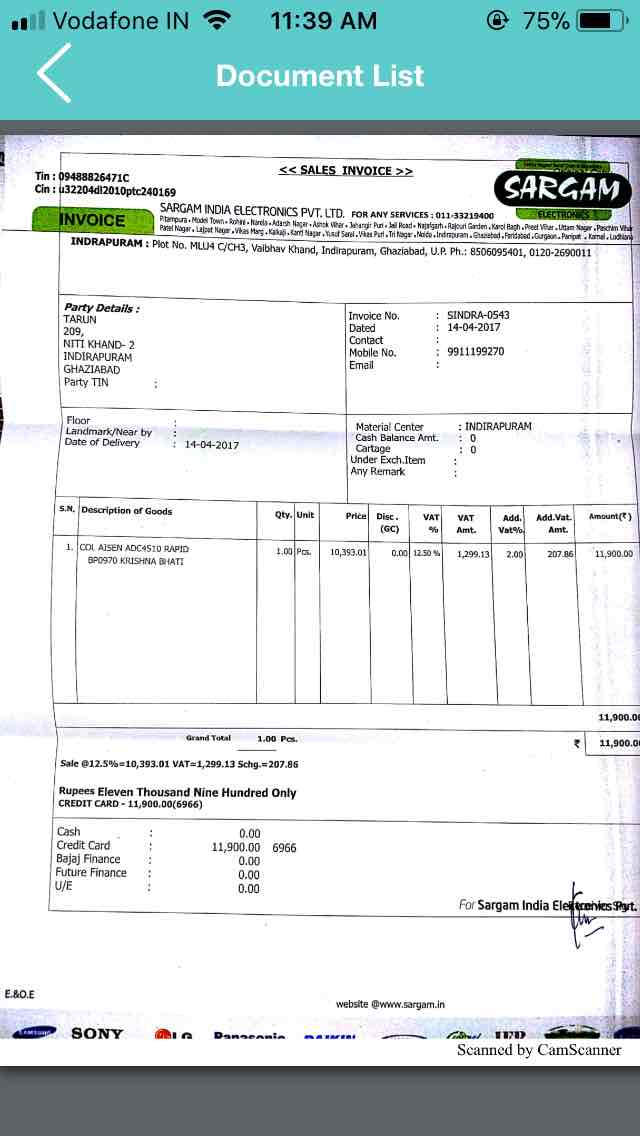 Vodafone IN 11:39 AM 75%
Document List
Tin : 09488826471C
Cin : u32204dl2010ptc240169
<< SALES INVOICE >>
SARGAM
ELECTRONICS
INVOICE
SARGAM INDIA ELECTRONICS PVT. LTD. FOR ANY SERVICES : 011-33219400
Pitampura • Model Town • Rohini • Narela • Adarsh Nagar • Ashok Vihar • Jahangir Puri • Jail Road • Najafgarh • Rajouri Garden • Karol Bagh • Preet Vihar • Uttam Nagar • Paschim Vihar
Patel Nagar • Lajpat Nagar • Vikas Marg • Kalkaji • Kanti Nagar • Yusuf Sarai • Vikas Puri • Tri Nagar • Noida • Indirapuram • Ghaziabad • Faridabad • Gurgaon • Panipat • Karnal • Ludhiana
INDRAPURAM : Plot No. MLU4 C/CH3, Vaibhav Khand, Indirapuram, Ghaziabad, U.P. Ph.: 8506095401, 0120-2690011
Party Details :
TARUN
209,
NITI KHAND- 2
INDIRAPURAM
GHAZIABAD
Party TIN :
Invoice No. : SINDRA-0543
Dated : 14-04-2017
Contact :
Mobile No. : 9911199270
Email :
Floor :
Landmark/Near by :
Date of Delivery : 14-04-2017
Material Center : INDIRAPURAM
Cash Balance Amt. : 0
Cartage : 0
Under Exch.Item :
Any Remark :
S.N. Description of Goods Qty. Unit Price Disc. (GC) VAT % VAT Amt. Add. Vat% Add.Vat. Amt. Amount(₹)
1. COL AISEN ADC4510 RAPID 1.00 Pcs. 10,393.01 0.00 12.50 % 1,299.13 2.00 207.86 11,900.00
BP0970 KRISHNA BHATI
11,900.00
Grand Total 1.00 Pcs. ₹ 11,900.00
Sale @12.5%=10,393.01 VAT=1,299.13 Schg.=207.86
Rupees Eleven Thousand Nine Hundred Only
CREDIT CARD - 11,900.00(6966)
Cash : 0.00
Credit Card : 11,900.00 6966
Bajaj Finance : 0.00
Future Finance : 0.00
U/E : 0.00
For Sargam India Electronics Pvt.
E.&O.E
website @www.sargam.in
SAMSUNG SONY LG Panasonic DAIKIN
Scanned by CamScanner